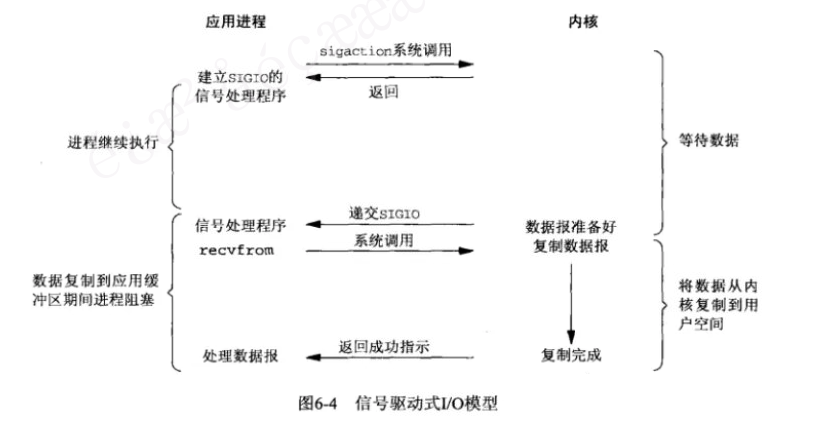 应用进程
内核
sigaction系统调用
建立SIGIO的
信号处理程序
返回
进程继续执行
等待数据
递交SIGIO
信号处理程序
数据报准备好
系统调用
recvfrom
复制数据报
数据复制到应用缓
冲区期间进程阻塞
将数据从内
核复制到用
户空间
返回成功指示
处理数据报
复制完成
图6-4 信号驱动式I/O模型